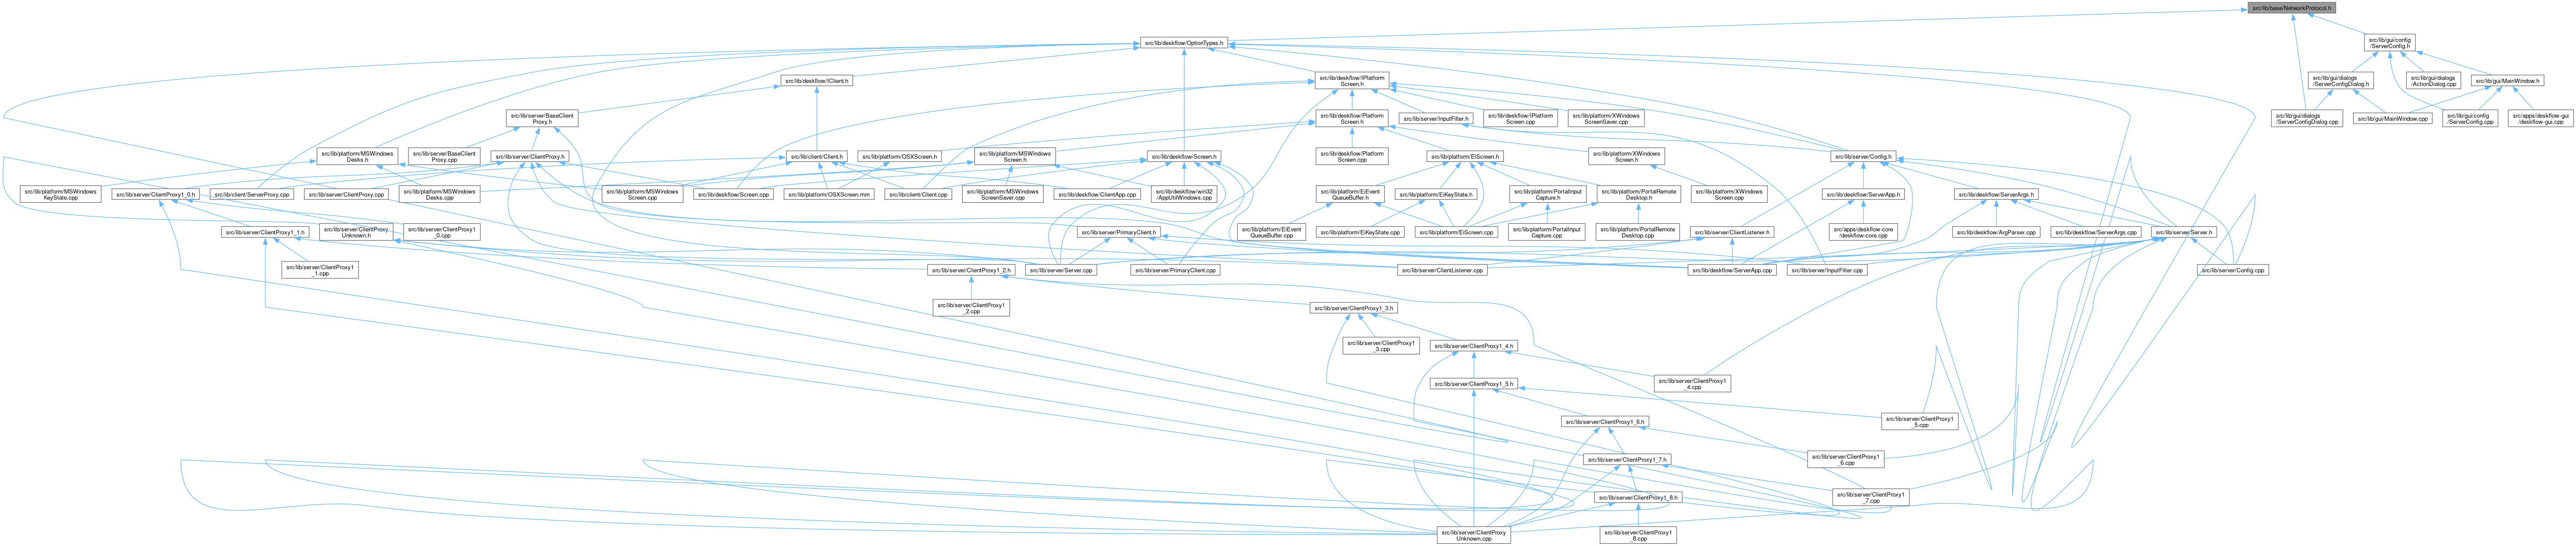 src/lib/base/NetworkProtocol.h
src/lib/deskflow/OptionTypes.h
src/lib/gui/config
/ServerConfig.h
src/lib/deskflow/IClient.h
src/lib/deskflow/IPlatform
Screen.h
src/lib/gui/dialogs
/ServerConfigDialog.h
src/lib/gui/dialogs
/ActionDialog.cpp
src/lib/gui/MainWindow.h
src/lib/server/BaseClient
Proxy.h
src/lib/deskflow/Platform
Screen.h
src/lib/server/InputFilter.h
src/lib/deskflow/IPlatform
Screen.cpp
src/lib/platform/XWindows
ScreenSaver.cpp
src/lib/gui/dialogs
/ServerConfigDialog.cpp
src/lib/gui/MainWindow.cpp
src/lib/gui/config
/ServerConfig.cpp
src/apps/deskflow-gui
/deskflow-gui.cpp
src/lib/platform/MSWindows
Desks.h
src/lib/server/BaseClient
Proxy.cpp
src/lib/server/ClientProxy.h
src/lib/client/Client.h
src/lib/platform/OSXScreen.h
src/lib/platform/MSWindows
Screen.h
src/lib/deskflow/Screen.h
src/lib/deskflow/Platform
Screen.cpp
src/lib/platform/EiScreen.h
src/lib/platform/XWindows
Screen.h
src/lib/server/Config.h
src/lib/platform/MSWindows
KeyState.cpp
src/lib/server/ClientProxy1_0.h
src/lib/client/ServerProxy.cpp
src/lib/server/ClientProxy.cpp
src/lib/platform/MSWindows
Desks.cpp
src/lib/platform/MSWindows
Screen.cpp
src/lib/deskflow/Screen.cpp
src/lib/platform/OSXScreen.mm
src/lib/client/Client.cpp
src/lib/platform/MSWindows
ScreenSaver.cpp
src/lib/deskflow/ClientApp.cpp
src/lib/deskflow/win32
/AppUtilWindows.cpp
src/lib/platform/EiEvent
QueueBuffer.h
src/lib/platform/EiKeyState.h
src/lib/platform/PortalInput
Capture.h
src/lib/platform/PortalRemote
Desktop.h
src/lib/platform/XWindows
Screen.cpp
src/lib/deskflow/ServerApp.h
src/lib/deskflow/ServerArgs.h
src/lib/server/ClientProxy1_1.h
src/lib/server/ClientProxy
Unknown.h
src/lib/server/ClientProxy1
_0.cpp
src/lib/server/PrimaryClient.h
src/lib/platform/EiEvent
QueueBuffer.cpp
src/lib/platform/EiKeyState.cpp
src/lib/platform/EiScreen.cpp
src/lib/platform/PortalInput
Capture.cpp
src/lib/platform/PortalRemote
Desktop.cpp
src/lib/server/ClientListener.h
src/apps/deskflow-core
/deskflow-core.cpp
src/lib/deskflow/ArgParser.cpp
src/lib/deskflow/ServerArgs.cpp
src/lib/server/Server.h
src/lib/server/ClientProxy1
_1.cpp
src/lib/server/ClientProxy1_2.h
src/lib/server/Server.cpp
src/lib/server/PrimaryClient.cpp
src/lib/server/ClientListener.cpp
src/lib/deskflow/ServerApp.cpp
src/lib/server/InputFilter.cpp
src/lib/server/Config.cpp
src/lib/server/ClientProxy1
_2.cpp
src/lib/server/ClientProxy1_3.h
src/lib/server/ClientProxy1
_3.cpp
src/lib/server/ClientProxy1_4.h
src/lib/server/ClientProxy1_5.h
src/lib/server/ClientProxy1
_4.cpp
src/lib/server/ClientProxy1_6.h
src/lib/server/ClientProxy1
_5.cpp
src/lib/server/ClientProxy1_7.h
src/lib/server/ClientProxy1
_6.cpp
src/lib/server/ClientProxy1_8.h
src/lib/server/ClientProxy1
_7.cpp
src/lib/server/ClientProxy
Unknown.cpp
src/lib/server/ClientProxy1
_8.cpp